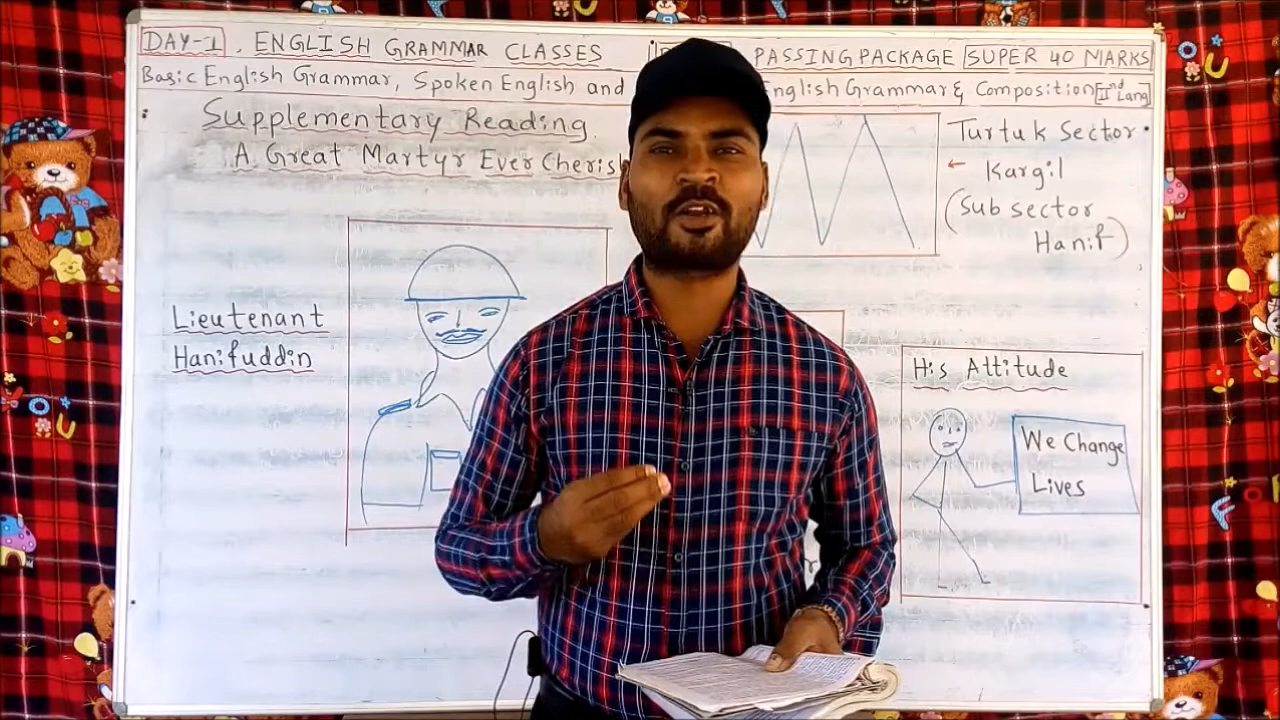 DAY-1. ENGLISH GRAMMAR CLASSES PASSING PACKAGE SUPER 40 MARKS
Basic English Grammar, Spoken English and English Grammar & Composition IInd Lang
Supplementary Reading.
A Great Martyr Ever
Turtuk Sector
← Kargil
(Sub sector
Hanif)
Lieutenant
Hanifuddin
His Attitude
We Change
Lives